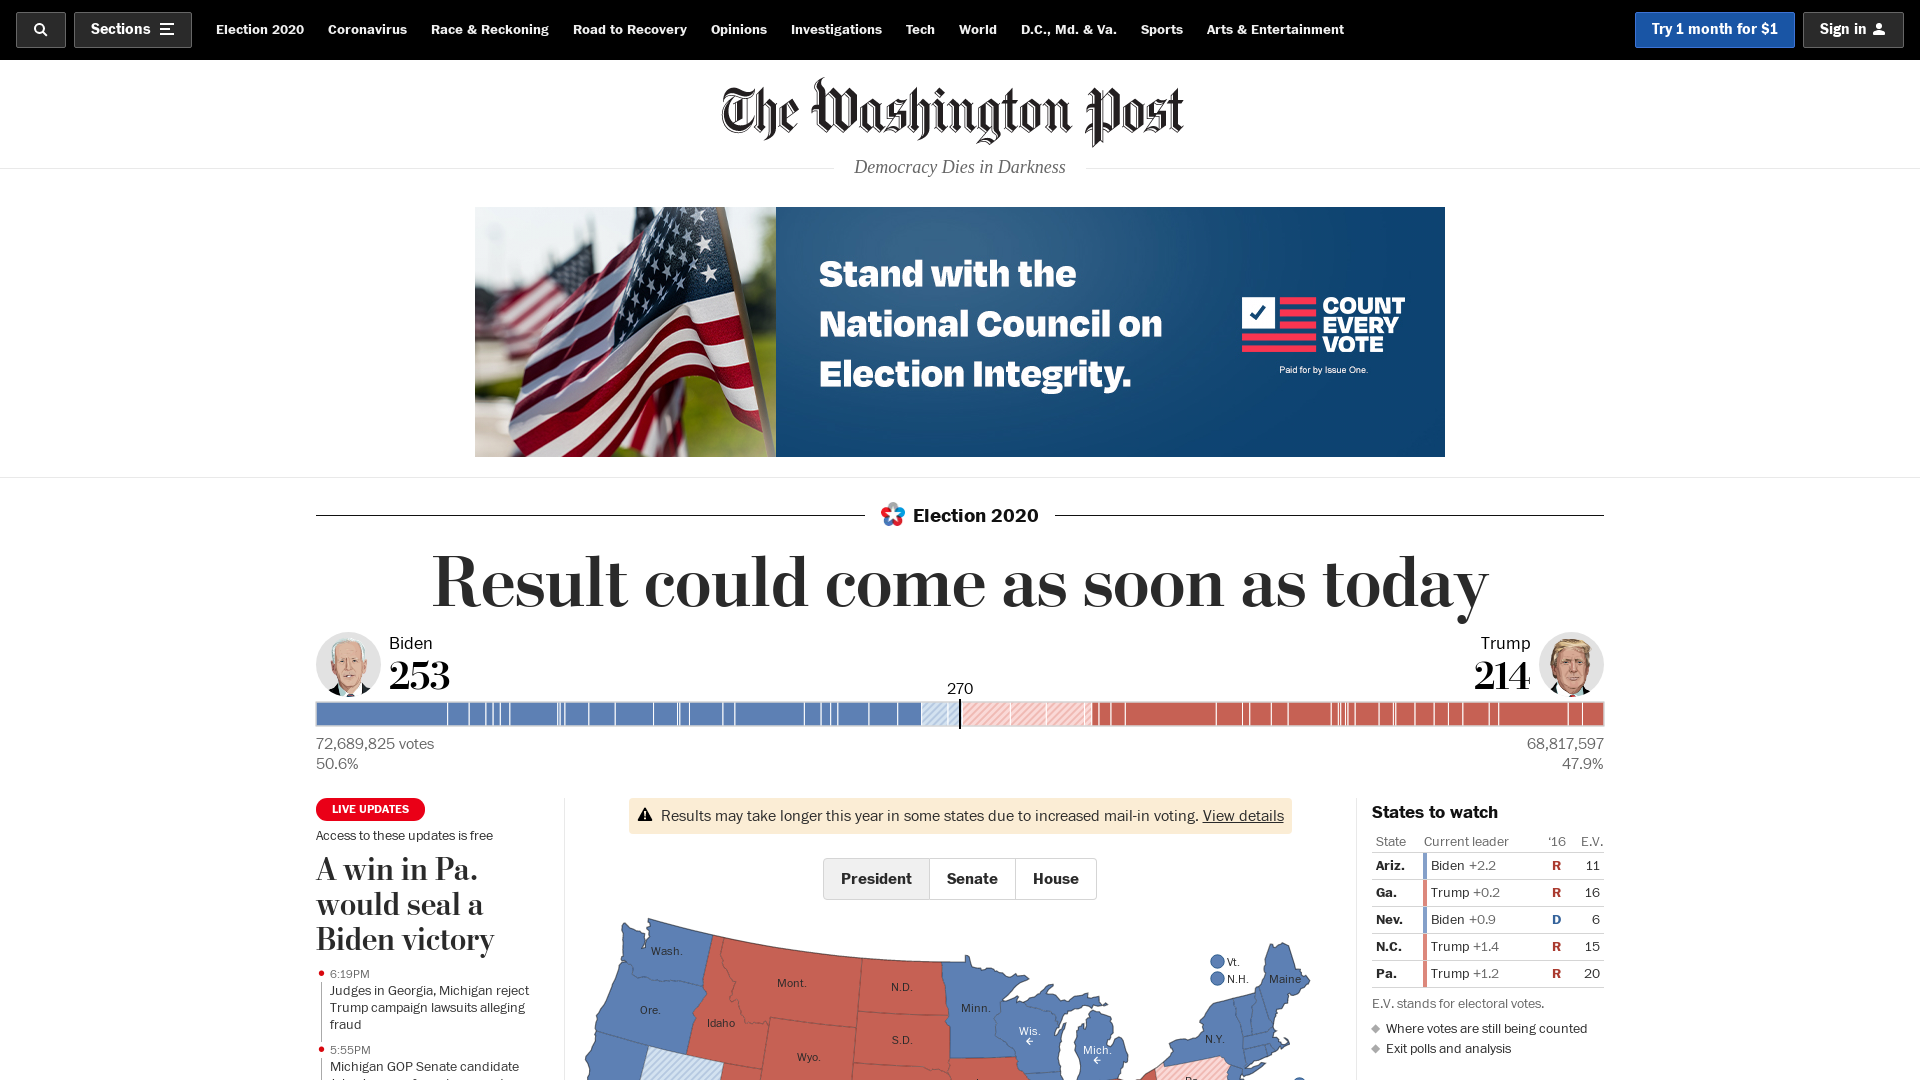 Sections
Election 2020
Coronavirus
Race & Reckoning
Road to Recovery
Opinions
Investigations
Tech
World
D.C., Md. & Va.
Sports
Arts & Entertainment
Try 1 month for $1
Sign in
The Washington Post
Democracy Dies in Darkness
Stand with the
National Council on
Election Integrity.
COUNT
EVERY
VOTE
Paid for by Issue One.
Election 2020
Result could come as soon as today
Biden
253
Trump
214
270
72,689,825 votes
50.6%
68,817,597
47.9%
LIVE UPDATES
Access to these updates is free
A win in Pa.
would seal a
Biden victory
6:19PM
Judges in Georgia, Michigan reject
Trump campaign lawsuits alleging
fraud
5:55PM
Michigan GOP Senate candidate
Results may take longer this year in some states due to increased mail-in voting. View details
President
Senate
House
Wash.
Mont.
N.D.
Minn.
Vt.
N.H.
Maine
Ore.
Idaho
S.D.
Wis.
Mich.
N.Y.
Wyo.
States to watch
State Current leader ‘16 E.V.
Ariz. Biden +2.2 R 11
Ga. Trump +0.2 R 16
Nev. Biden +0.9 D 6
N.C. Trump +1.4 R 15
Pa. Trump +1.2 R 20
E.V. stands for electoral votes.
Where votes are still being counted
Exit polls and analysis